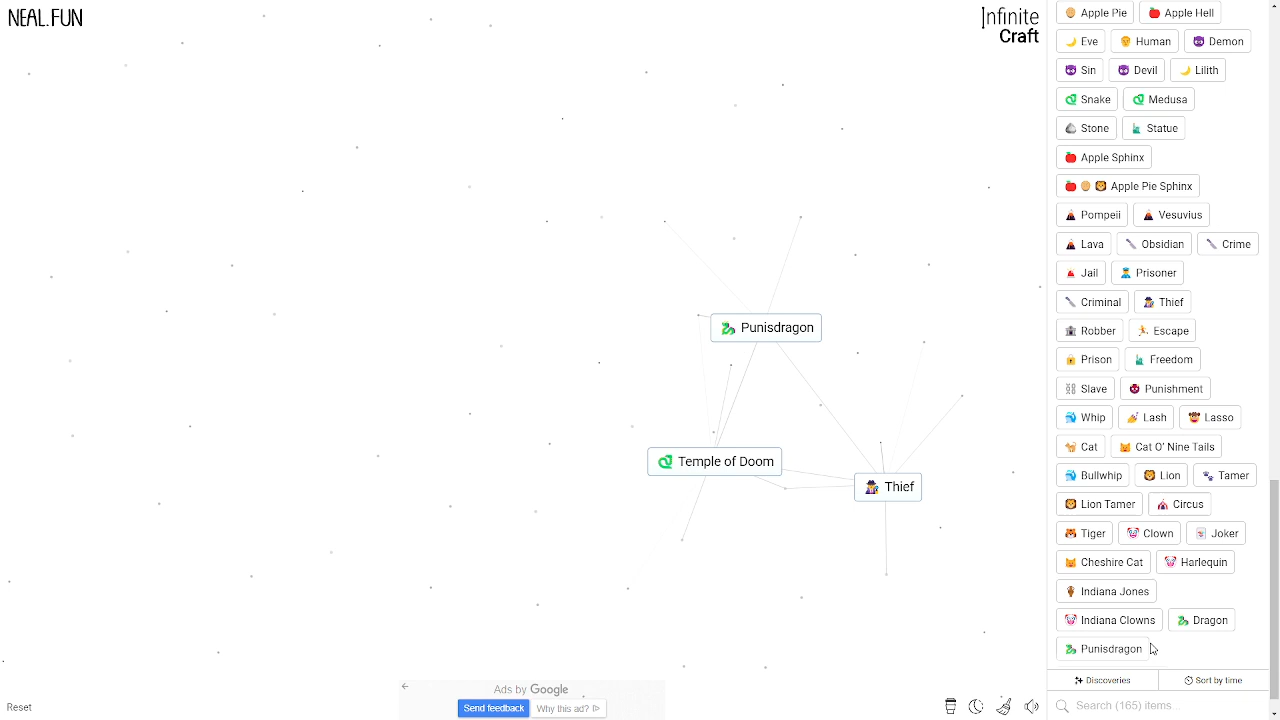 NEAL.FUN
Infinite
Craft
Apple Pie Apple Hell
Eve Human Demon
Sin Devil Lilith
Snake Medusa
Stone Statue
Apple Sphinx
Apple Pie Sphinx
Pompeii Vesuvius
Lava Obsidian Crime
Jail Prisoner
Criminal Thief
Robber Escape
Prison Freedom
Slave Punishment
Whip Lash Lasso
Cat Cat O' Nine Tails
Bullwhip Lion Tamer
Lion Tamer Circus
Tiger Clown Joker
Cheshire Cat Harlequin
Indiana Jones
Indiana Clowns Dragon
Punisdragon
Punisdragon
Temple of Doom
Thief
Discoveries Sort by time
Search (165) items...
Ads by Google
Send feedback Why this ad?
Reset